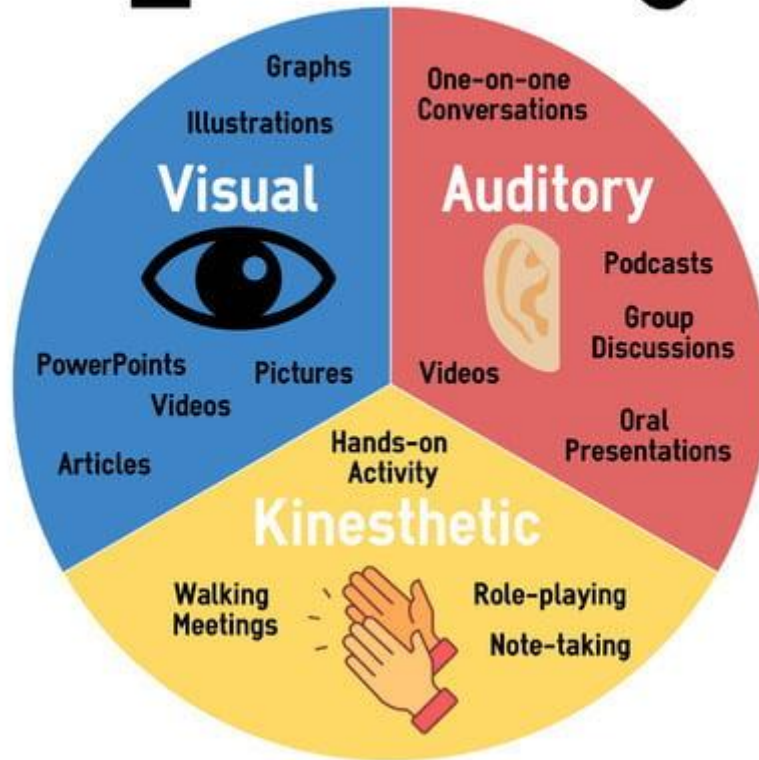 Graphs
Illustrations
Visual
PowerPoints
Pictures
Videos
Articles
One-on-one
Conversations
Auditory
Podcasts
Group
Discussions
Videos
Oral
Presentations
Hands-on
Activity
Kinesthetic
Walking
Meetings
Role-playing
Note-taking